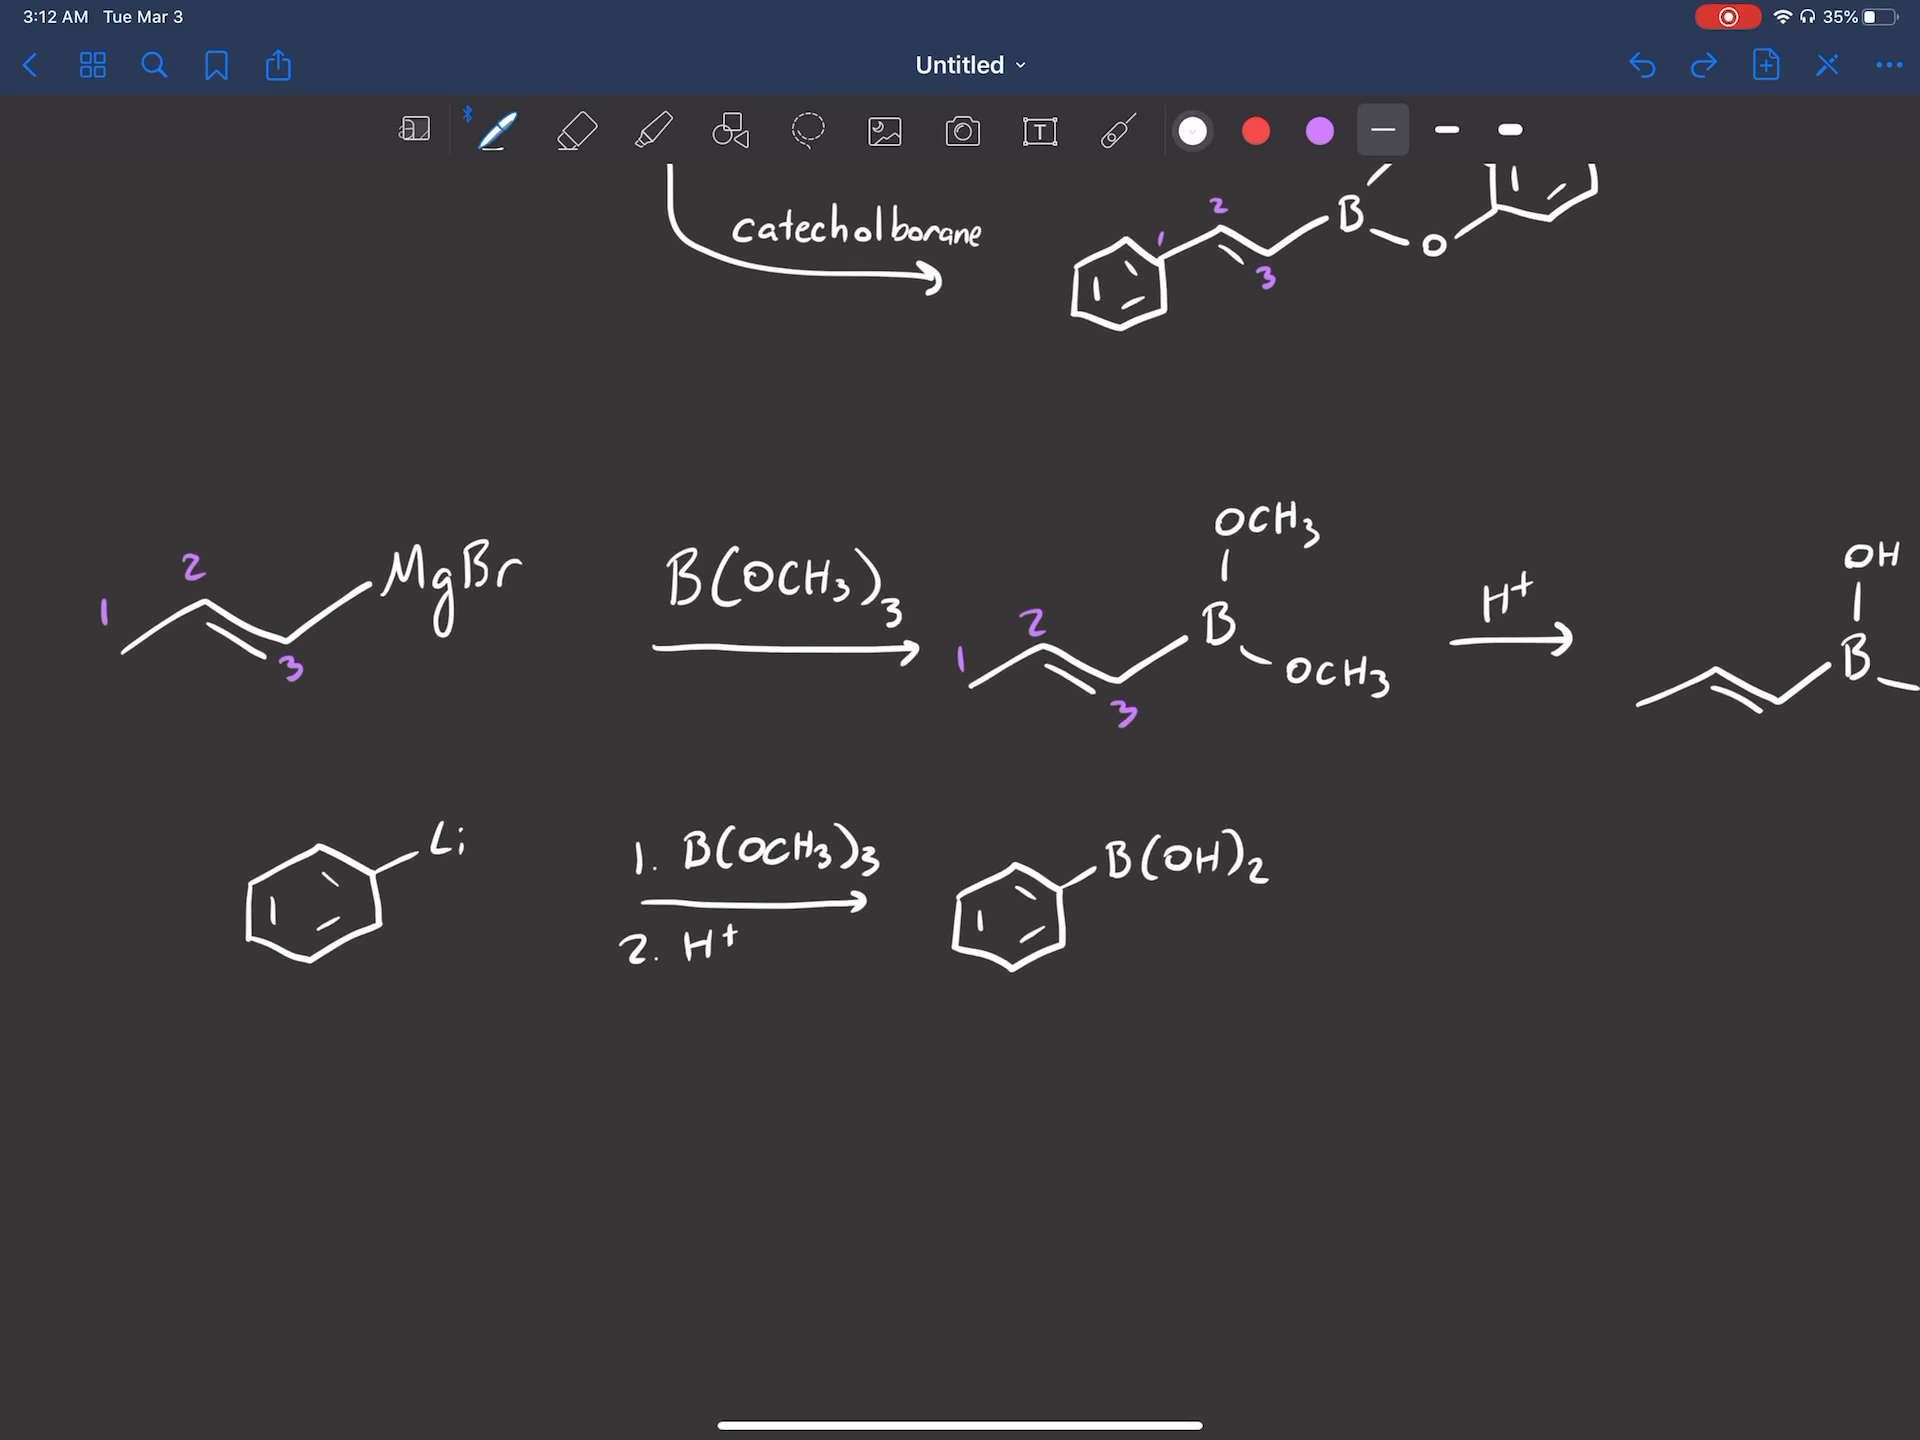 3:12 AM Tue Mar 3
35%
Untitled
T
catecholborane
1
2
3
B
O
1
2
3
MgBr
B(OCH3)3
1
2
3
OCH3
B
OCH3
H+
OH
B
Li
1. B(OCH3)3
2. H+
B(OH)2